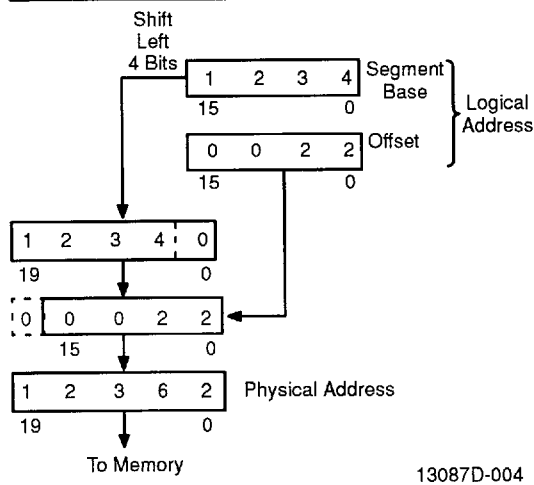 Shift
Left
4 Bits
1 2 3 4
Segment
Base
15 0
Logical
Address
0 0 2 2
Offset
15 0
1 2 3 4 0
19 0
0 0 0 2 2
15 0
1 2 3 6 2
Physical Address
19 0
To Memory
13087D-004